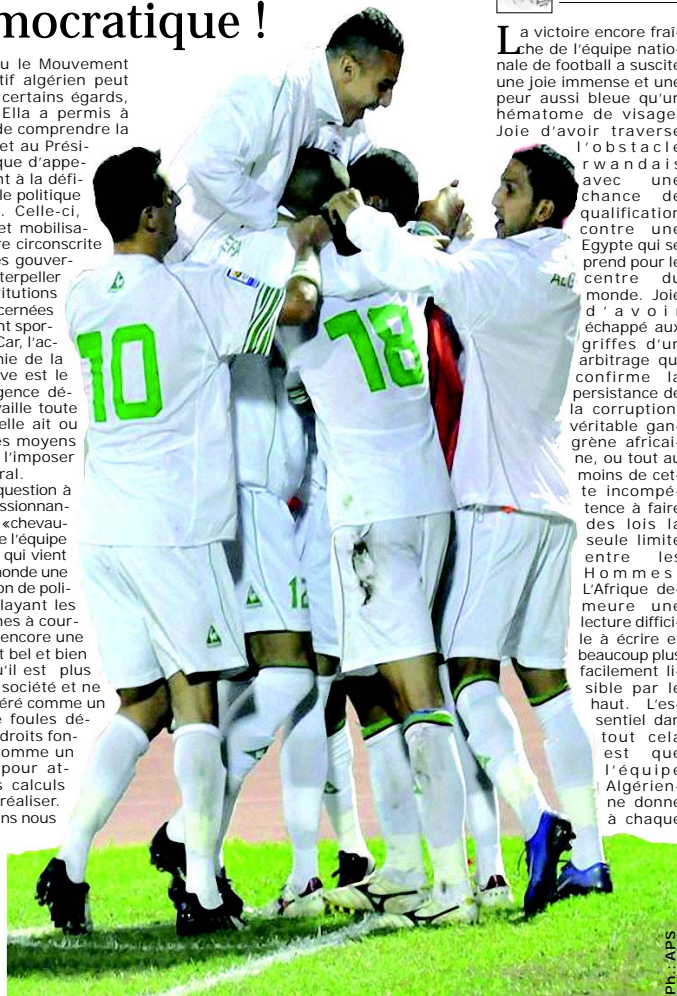 mocratique !
u le Mouvement
tif algérien peut
certains égards,
Ella a permis à
de comprendre la
et au Prési-
que d'appe-
nt à la défi-
le politique
. Celle-ci,
et mobilisa-
re circonscrite
es gouver-
terpeller
titutions
cernées
nt spor-
Car, l'ac-
nie de la
ve est le
gence dé-
vaille toute
elle ait ou
es moyens
l'imposer
ral.
question à
ssionnan-
«chevau-
e l'équipe
qui vient
monde une
on de poli-
layant les
nes à cour-
encore une
t bel et bien
u'il est plus
société et ne
éré comme un
e foules dé-
droits fon-
comme un
pour at-
s calculs
réaliser.
ns nous
La victoire encore fraî-
che de l'équipe natio-
nale de football a suscité
une joie immense et une
peur aussi bleue qu'un
hématome de visage.
Joie d'avoir traversé
l'obstacle
rwandais
avec une
chance de
qualification
contre une
Egypte qui se
prend pour le
centre du
monde. Joie
d'avoir
échappé aux
griffes d'un
arbitrage qui
confirme la
persistance de
la corruption,
véritable gan-
grène africai-
ne, ou tout au
moins de cet-
te incompé-
tence à faire
des lois la
seule limite
entre les
Hommes.
L'Afrique de-
meure une
lecture diffici-
le à écrire et
beaucoup plus
facilement li-
sible par le
haut. L'es-
sentiel dan
tout cela
est que
l'équipe
Algérien-
ne donne
à chaque
10
18
12
ALG
Ph.: APS